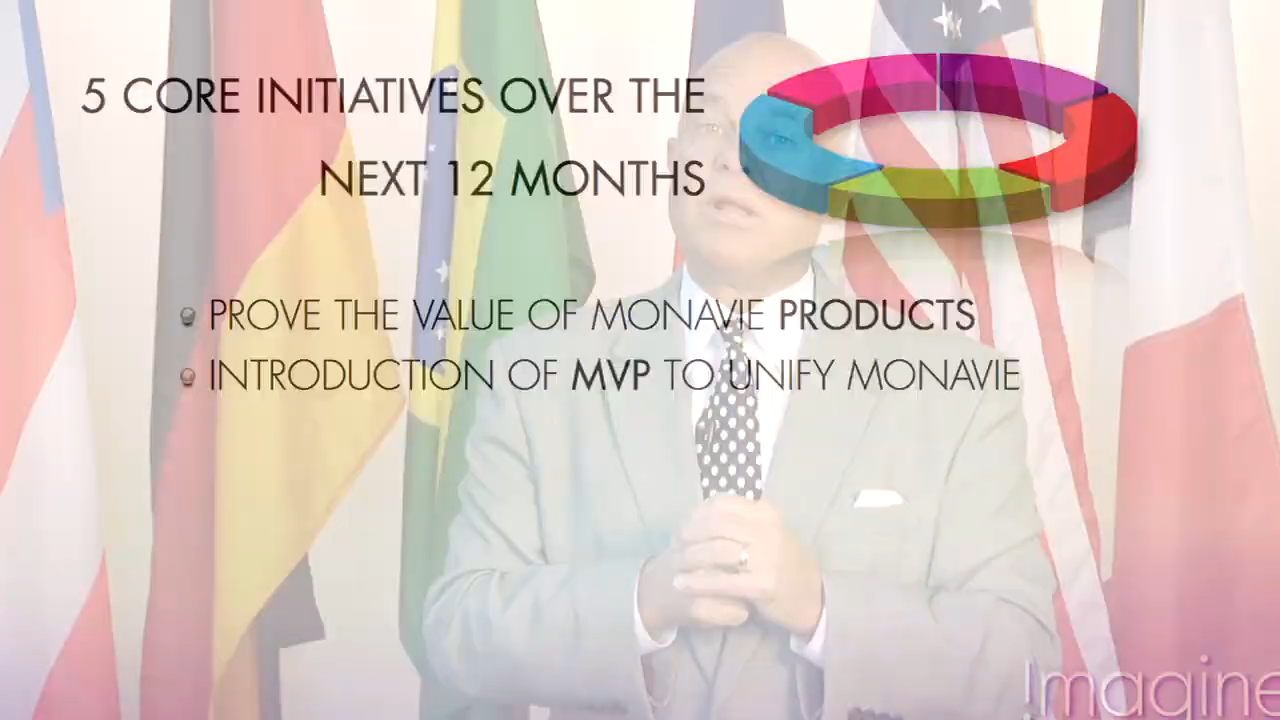 5 CORE INITIATIVES OVER THE
NEXT 12 MONTHS
PROVE THE VALUE OF MONAVIE PRODUCTS
INTRODUCTION OF MVP TO UNIFY MONAVIE
Imagine